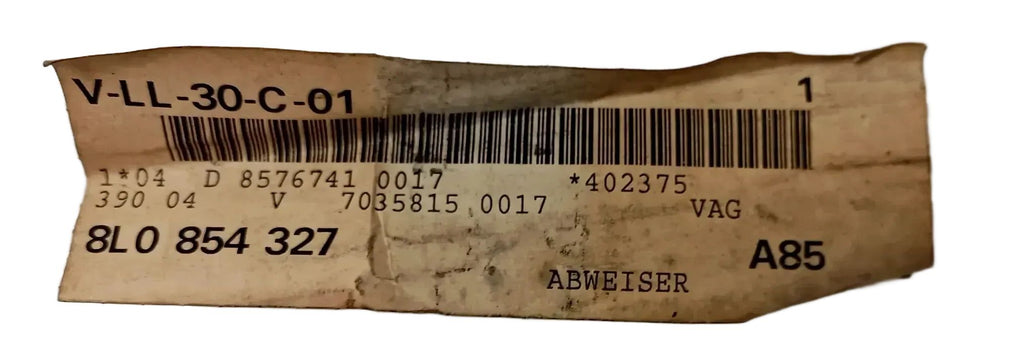 V-LL-30-C-01 1
1*04 D 8576741 0017 *402375
390 04 V 7035815 0017 VAG
8L0 854 327 A85
ABWEISER